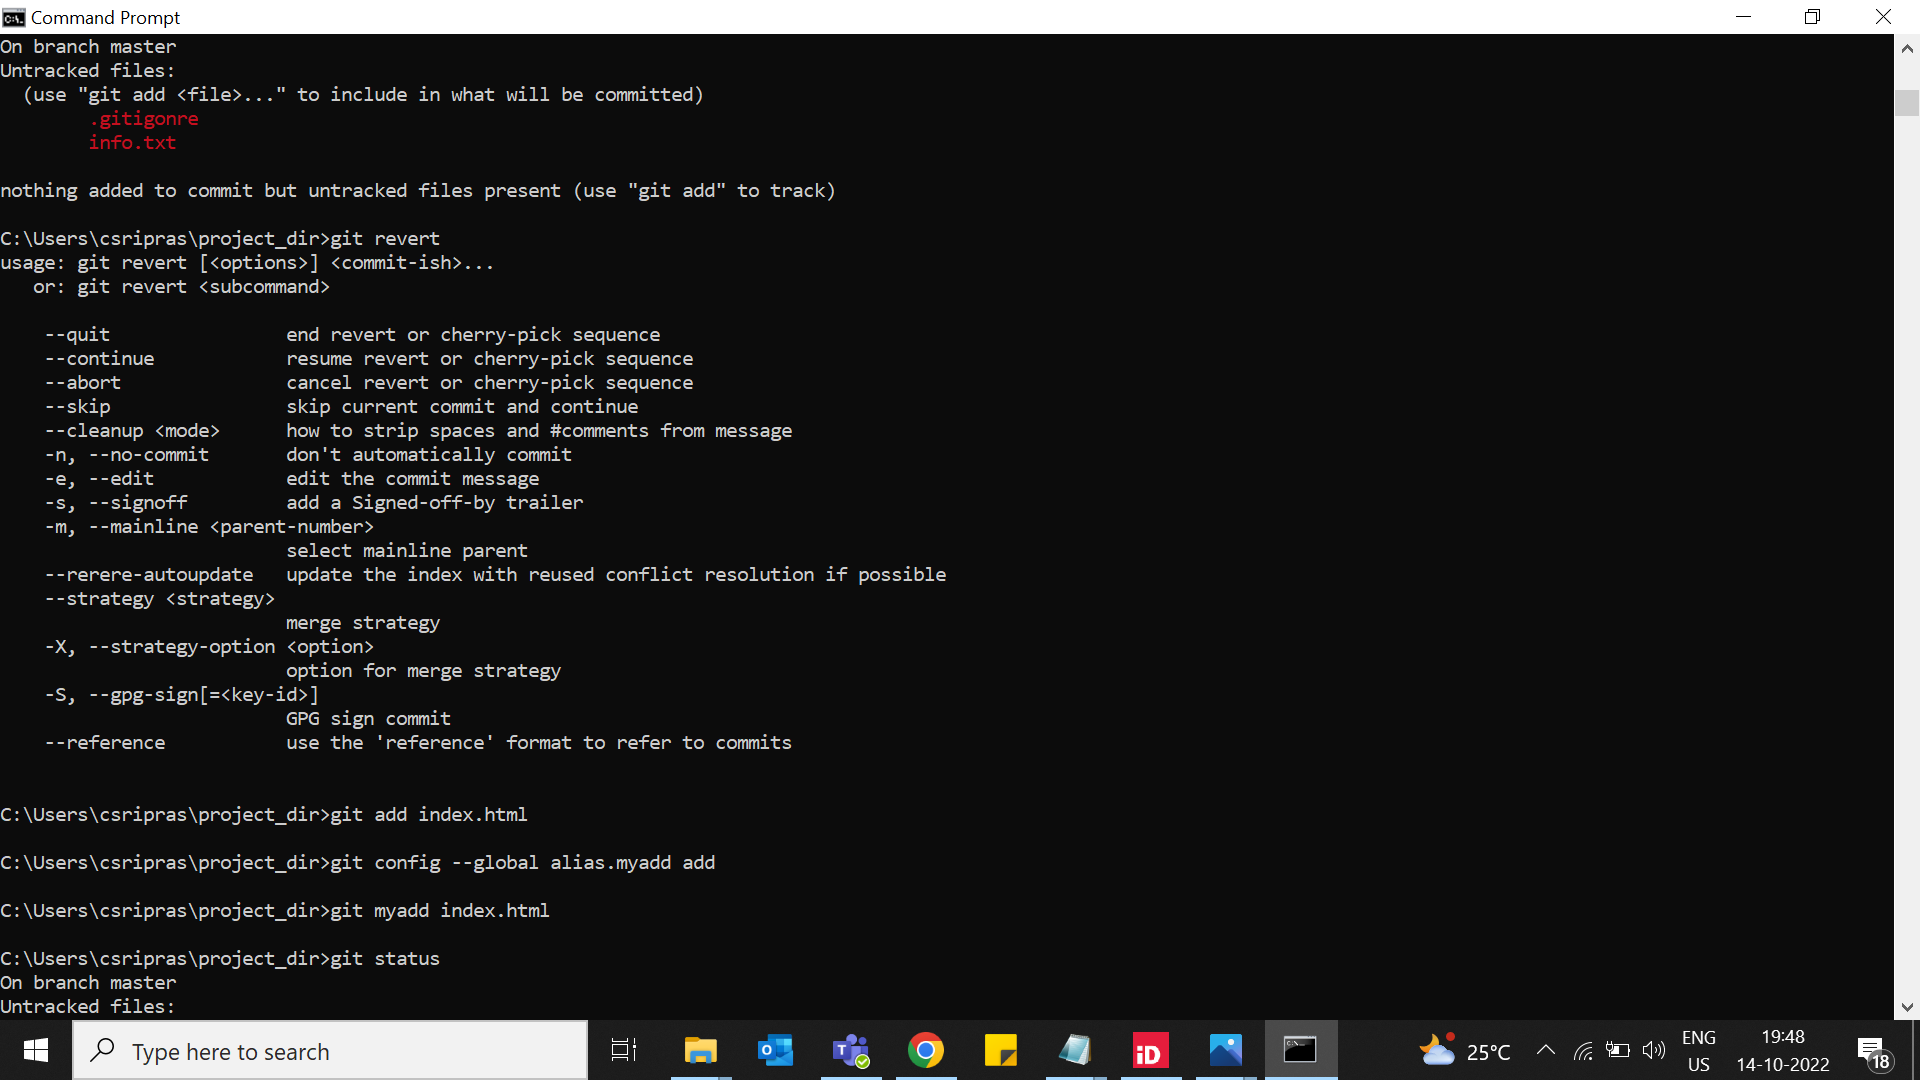 Command Prompt
On branch master
Untracked files:
  (use "git add <file>..." to include in what will be committed)
        .gitigonre
        info.txt

nothing added to commit but untracked files present (use "git add" to track)

C:\Users\csripras\project_dir>git revert
usage: git revert [<options>] <commit-ish>...
   or: git revert <subcommand>

    --quit                end revert or cherry-pick sequence
    --continue            resume revert or cherry-pick sequence
    --abort               cancel revert or cherry-pick sequence
    --skip                skip current commit and continue
    --cleanup <mode>      how to strip spaces and #comments from message
    -n, --no-commit       don't automatically commit
    -e, --edit            edit the commit message
    -s, --signoff         add a Signed-off-by trailer
    -m, --mainline <parent-number>
                          select mainline parent
    --rerere-autoupdate   update the index with reused conflict resolution if possible
    --strategy <strategy>
                          merge strategy
    -X, --strategy-option <option>
                          option for merge strategy
    -S, --gpg-sign[=<key-id>]
                          GPG sign commit
    --reference           use the 'reference' format to refer to commits

C:\Users\csripras\project_dir>git add index.html

C:\Users\csripras\project_dir>git config --global alias.myadd add

C:\Users\csripras\project_dir>git myadd index.html

C:\Users\csripras\project_dir>git status
On branch master
Untracked files:
Type here to search
25°C
ENG
US
19:48
14-10-2022
18